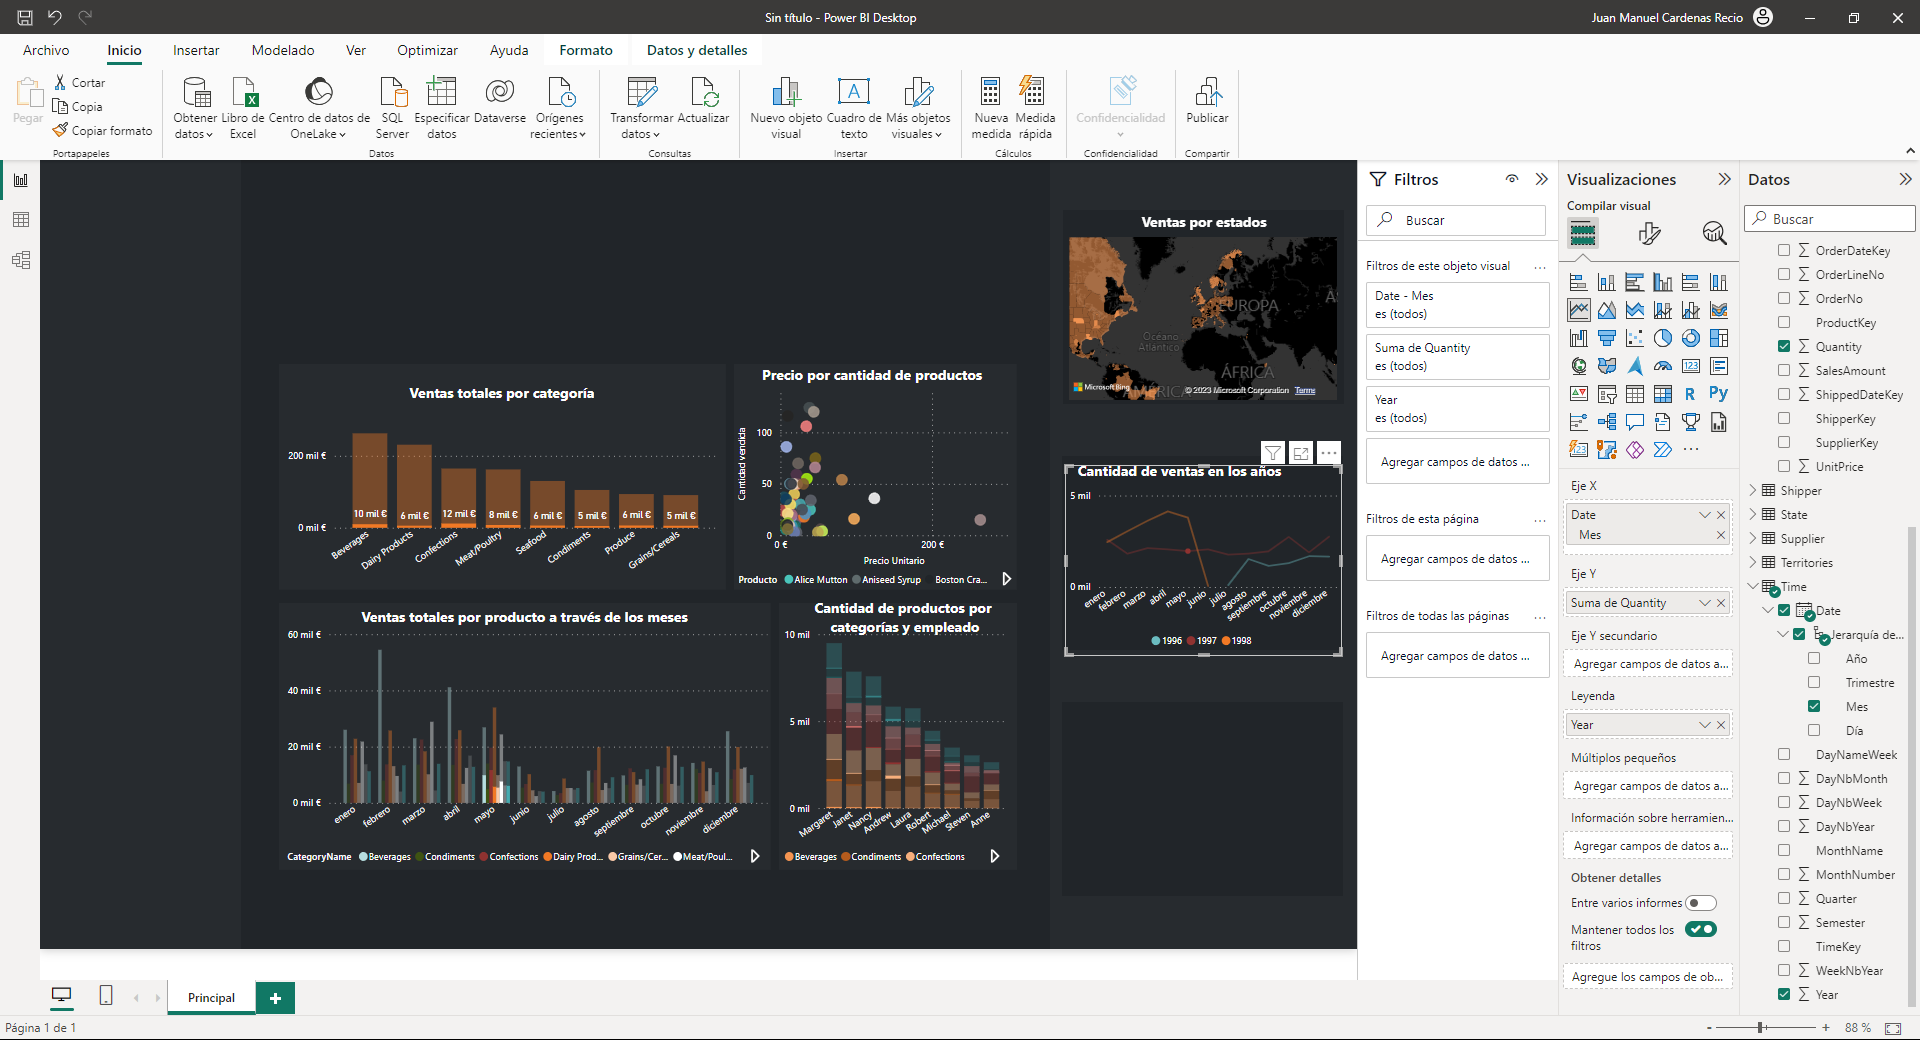 Sin título - Power BI Desktop
Juan Manuel Cardenas Recio
Archivo
Inicio
Insertar
Modelado
Ver
Optimizar
Ayuda
Formato
Datos y detalles
Pegar
Cortar
Copia
Copiar formato
Portapapeles
Obtener datos
Libro de Excel
Centro de datos de OneLake
SQL Server
Especificar datos
Dataverse
Orígenes recientes
Datos
Transformar datos
Actualizar
Consultas
Nuevo objeto visual
Cuadro de texto
Más objetos visuales
Insertar
Nueva medida
Medida rápida
Cálculos
Confidencialidad
Confidencialidad
Publicar
Compartir
Ventas totales por categoría
200 mil €
0 mil €
10 mil €
6 mil €
12 mil €
8 mil €
6 mil €
5 mil €
6 mil €
5 mil €
Beverages
Dairy Products
Confections
Meat/Poultry
Seafood
Condiments
Produce
Grains/Cereals
Precio por cantidad de productos
Cantidad vendida
100
50
0
0 €
200 €
Precio Unitario
Producto
Alice Mutton
Aniseed Syrup
Boston Cra...
Ventas totales por producto a través de los meses
60 mil €
40 mil €
20 mil €
0 mil €
enero
febrero
marzo
abril
mayo
junio
julio
agosto
septiembre
octubre
noviembre
diciembre
CategoryName
Beverages
Condiments
Confections
Dairy Prod...
Grains/Cer...
Meat/Poul...
Cantidad de productos por
categorías y empleado
10 mil
5 mil
0 mil
Margaret
Janet
Nancy
Andrew
Laura
Robert
Michael
Steven
Anne
Beverages
Condiments
Confections
Ventas por estados
EUROPA
Océano
Atlántico
ÁFRICA
Microsoft Bing
© 2023 Microsoft Corporation
Terms
Cantidad de ventas en los años
5 mil
0 mil
enero
febrero
marzo
abril
mayo
junio
julio
agosto
septiembre
octubre
noviembre
diciembre
1996
1997
1998
Filtros
Buscar
Filtros de este objeto visual
...
Date - Mes
es (todos)
Suma de Quantity
es (todos)
Year
es (todos)
Agregar campos de datos ...
Filtros de esta página
...
Agregar campos de datos ...
Filtros de todas las páginas
...
Agregar campos de datos ...
Visualizaciones
Compilar visual
R
Py
123
123
...
Eje X
Date
Mes
Eje Y
Suma de Quantity
Eje Y secundario
Agregar campos de datos a...
Leyenda
Year
Múltiplos pequeños
Agregar campos de datos a...
Información sobre herramien...
Agregar campos de datos a...
Obtener detalles
Entre varios informes
Mantener todos los
filtros
Agregue los campos de ob...
Datos
Buscar
OrderDateKey
OrderLineNo
OrderNo
ProductKey
Quantity
SalesAmount
ShippedDateKey
ShipperKey
SupplierKey
UnitPrice
Shipper
State
Supplier
Territories
Time
Date
Jerarquía de...
Año
Trimestre
Mes
Día
DayNameWeek
DayNbMonth
DayNbWeek
DayNbYear
MonthName
MonthNumber
Quarter
Semester
TimeKey
WeekNbYear
Year
Principal
Página 1 de 1
88 %